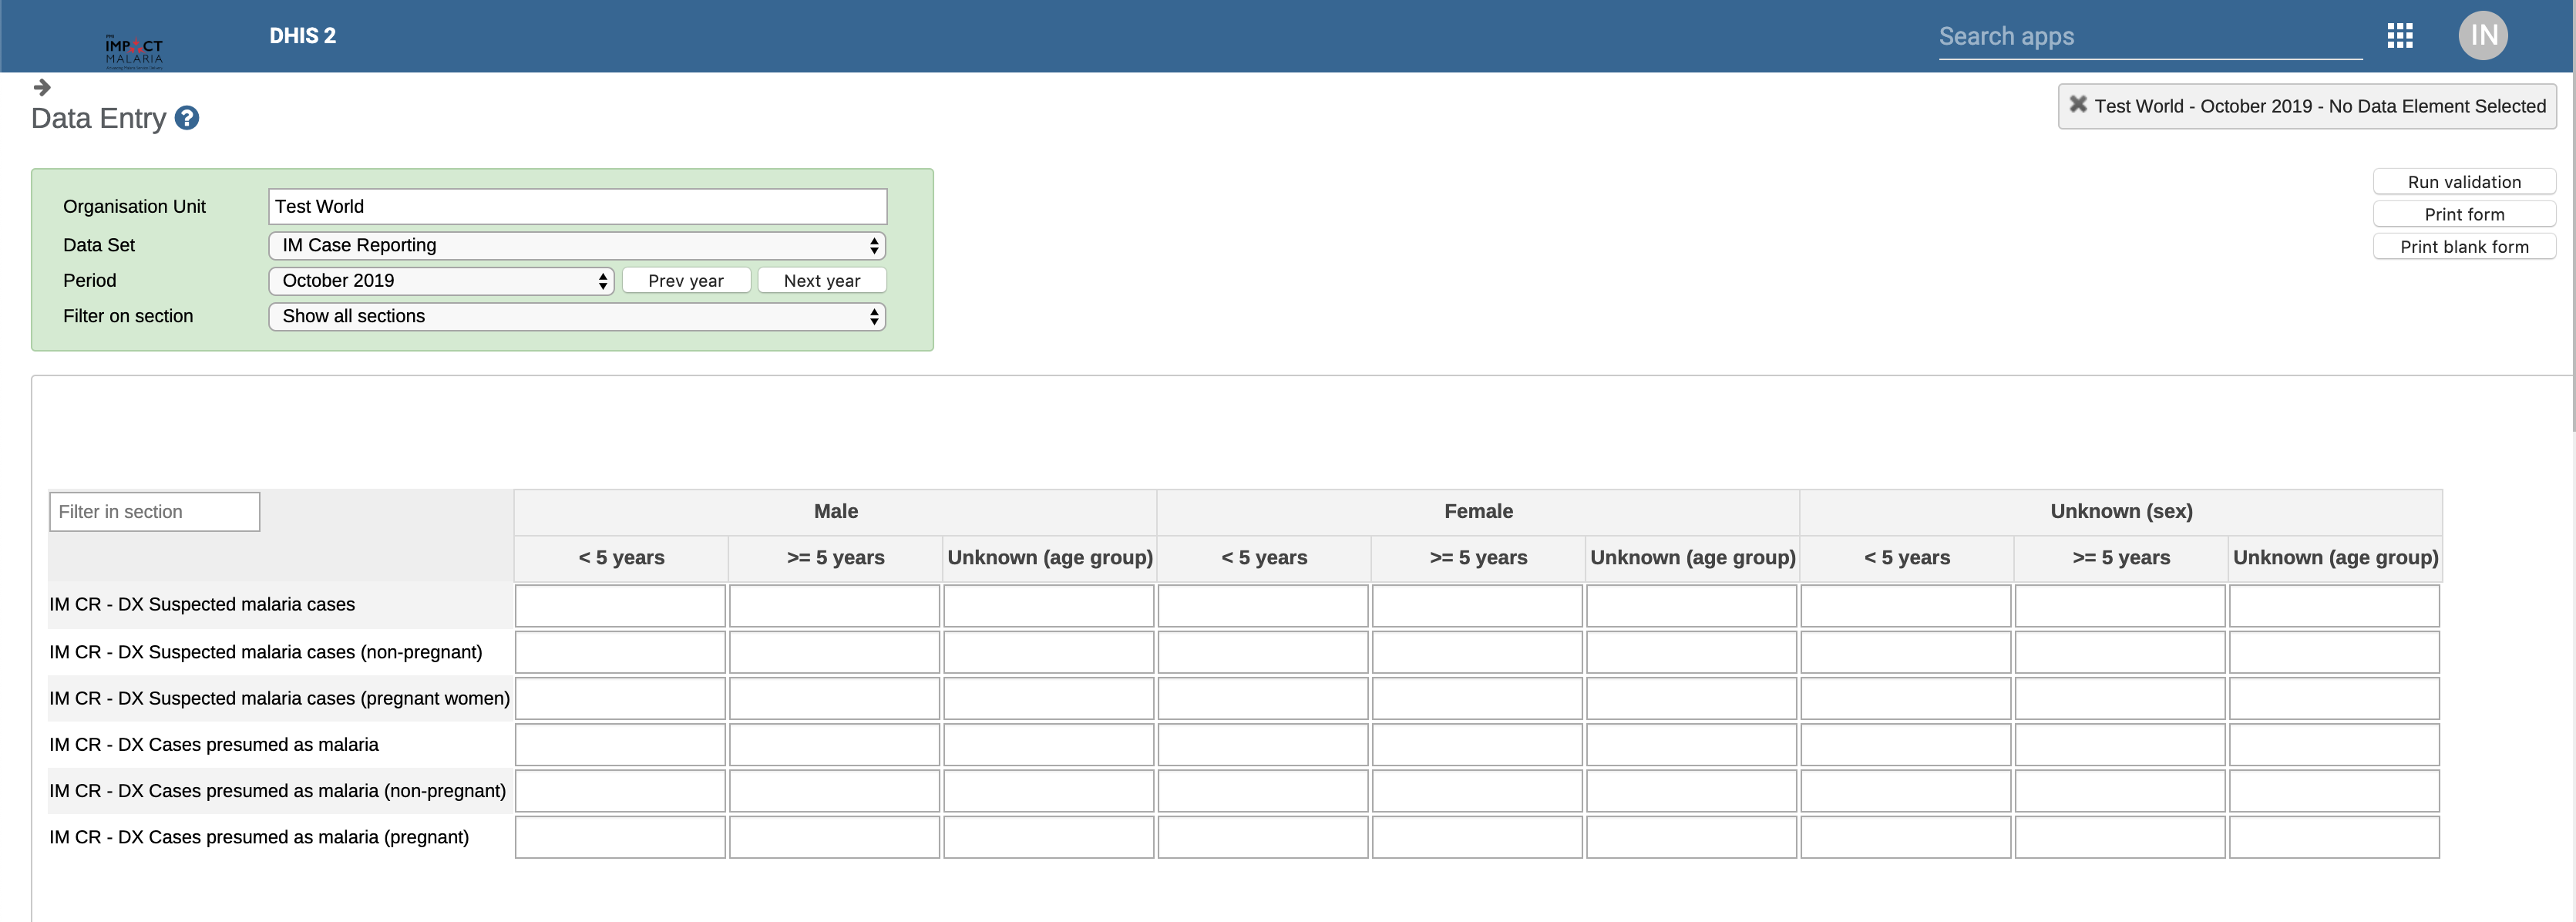 IMPACT
MALARIA
DHIS 2
Search apps
IN
Data Entry ?
Test World - October 2019 - No Data Element Selected
Organisation Unit Test World
Data Set IM Case Reporting
Period October 2019 Prev year Next year
Filter on section Show all sections
Run validation
Print form
Print blank form
Filter in section Male Female Unknown (sex)
< 5 years >= 5 years Unknown (age group) < 5 years >= 5 years Unknown (age group) < 5 years >= 5 years Unknown (age group)
IM CR - DX Suspected malaria cases
IM CR - DX Suspected malaria cases (non-pregnant)
IM CR - DX Suspected malaria cases (pregnant women)
IM CR - DX Cases presumed as malaria
IM CR - DX Cases presumed as malaria (non-pregnant)
IM CR - DX Cases presumed as malaria (pregnant)